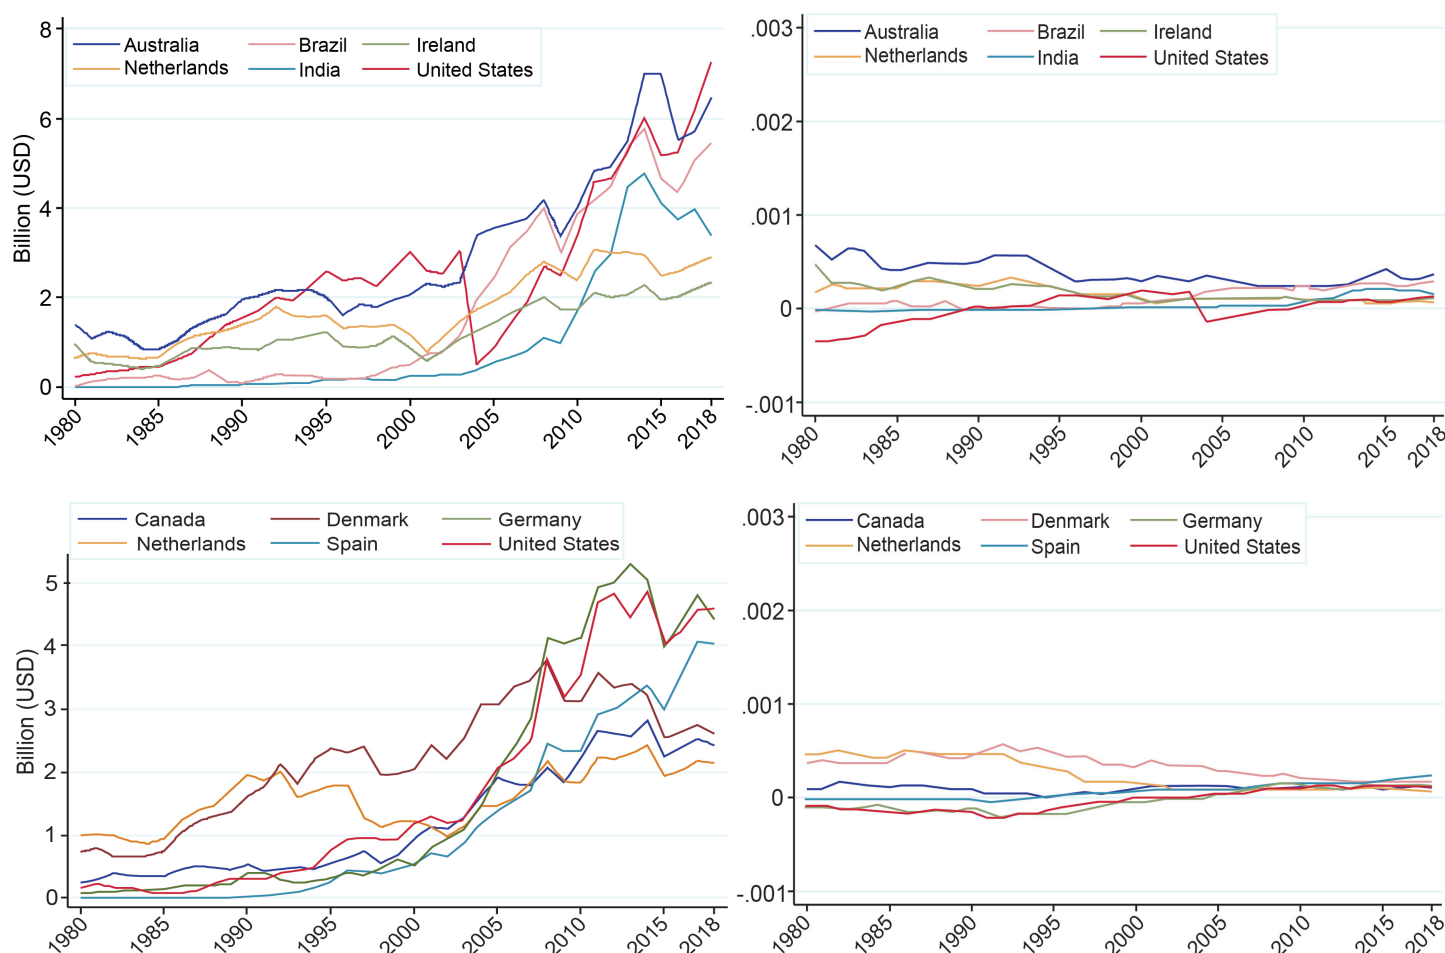 Australia Brazil Ireland
Netherlands India United States
Billion (USD)
8
6
4
2
0
1980 1985 1990 1995 2000 2005 2010 2015 2018
Australia Brazil Ireland
Netherlands India United States
.003
.002
.001
0
-.001
1980 1985 1990 1995 2000 2005 2010 2015 2018
Canada Denmark Germany
Netherlands Spain United States
Billion (USD)
5
4
3
2
1
0
1980 1985 1990 1995 2000 2005 2010 2015 2018
Canada Denmark Germany
Netherlands Spain United States
.003
.002
.001
0
-.001
1980 1985 1990 1995 2000 2005 2010 2015 2018